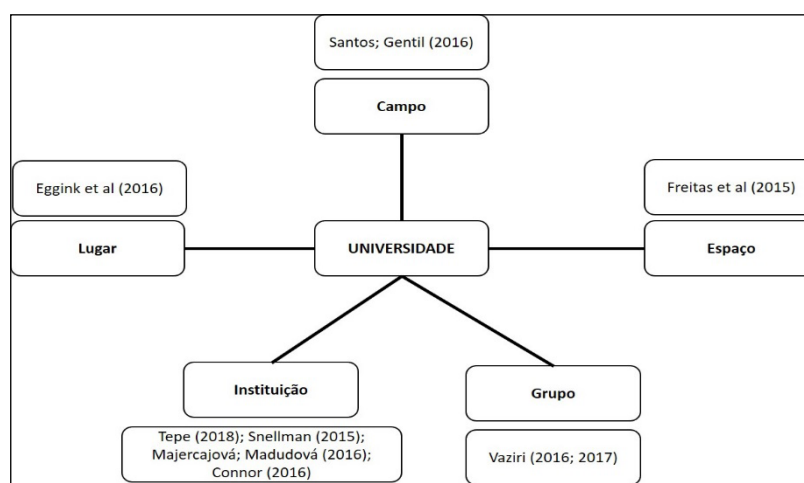 Santos; Gentil (2016)
Campo
Eggink et al (2016)
Lugar
UNIVERSIDADE
Freitas et al (2015)
Espaço
Instituição
Tepe (2018); Snellman (2015);
Majercajová; Madudová (2016);
Connor (2016)
Grupo
Vaziri (2016; 2017)